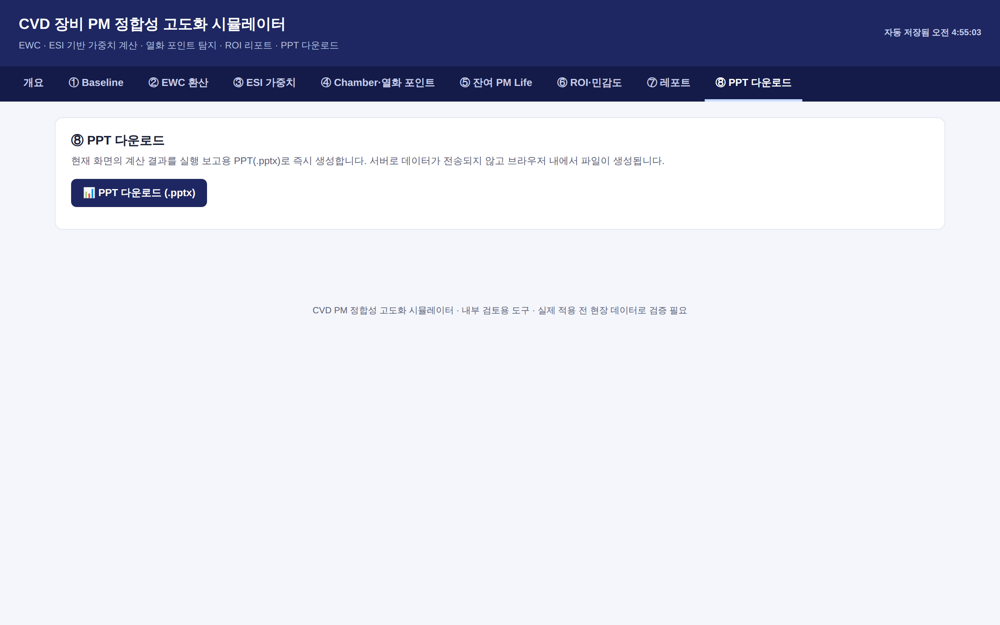 CVD 장비 PM 정합성 고도화 시뮬레이터
EWC · ESI 기반 가중치 계산 · 열화 포인트 탐지 · ROI 리포트 · PPT 다운로드
자동 저장됨 오전 4:55:03
개요 ① Baseline ② EWC 환산 ③ ESI 가중치 ④ Chamber·열화 포인트 ⑤ 잔여 PM Life ⑥ ROI·민감도 ⑦ 레포트 ⑧ PPT 다운로드
⑧ PPT 다운로드
현재 화면의 계산 결과를 실행 보고용 PPT(.pptx)로 즉시 생성합니다. 서버로 데이터가 전송되지 않고 브라우저 내에서 파일이 생성됩니다.
📊 PPT 다운로드 (.pptx)
CVD PM 정합성 고도화 시뮬레이터 · 내부 검토용 도구 · 실제 적용 전 현장 데이터로 검증 필요